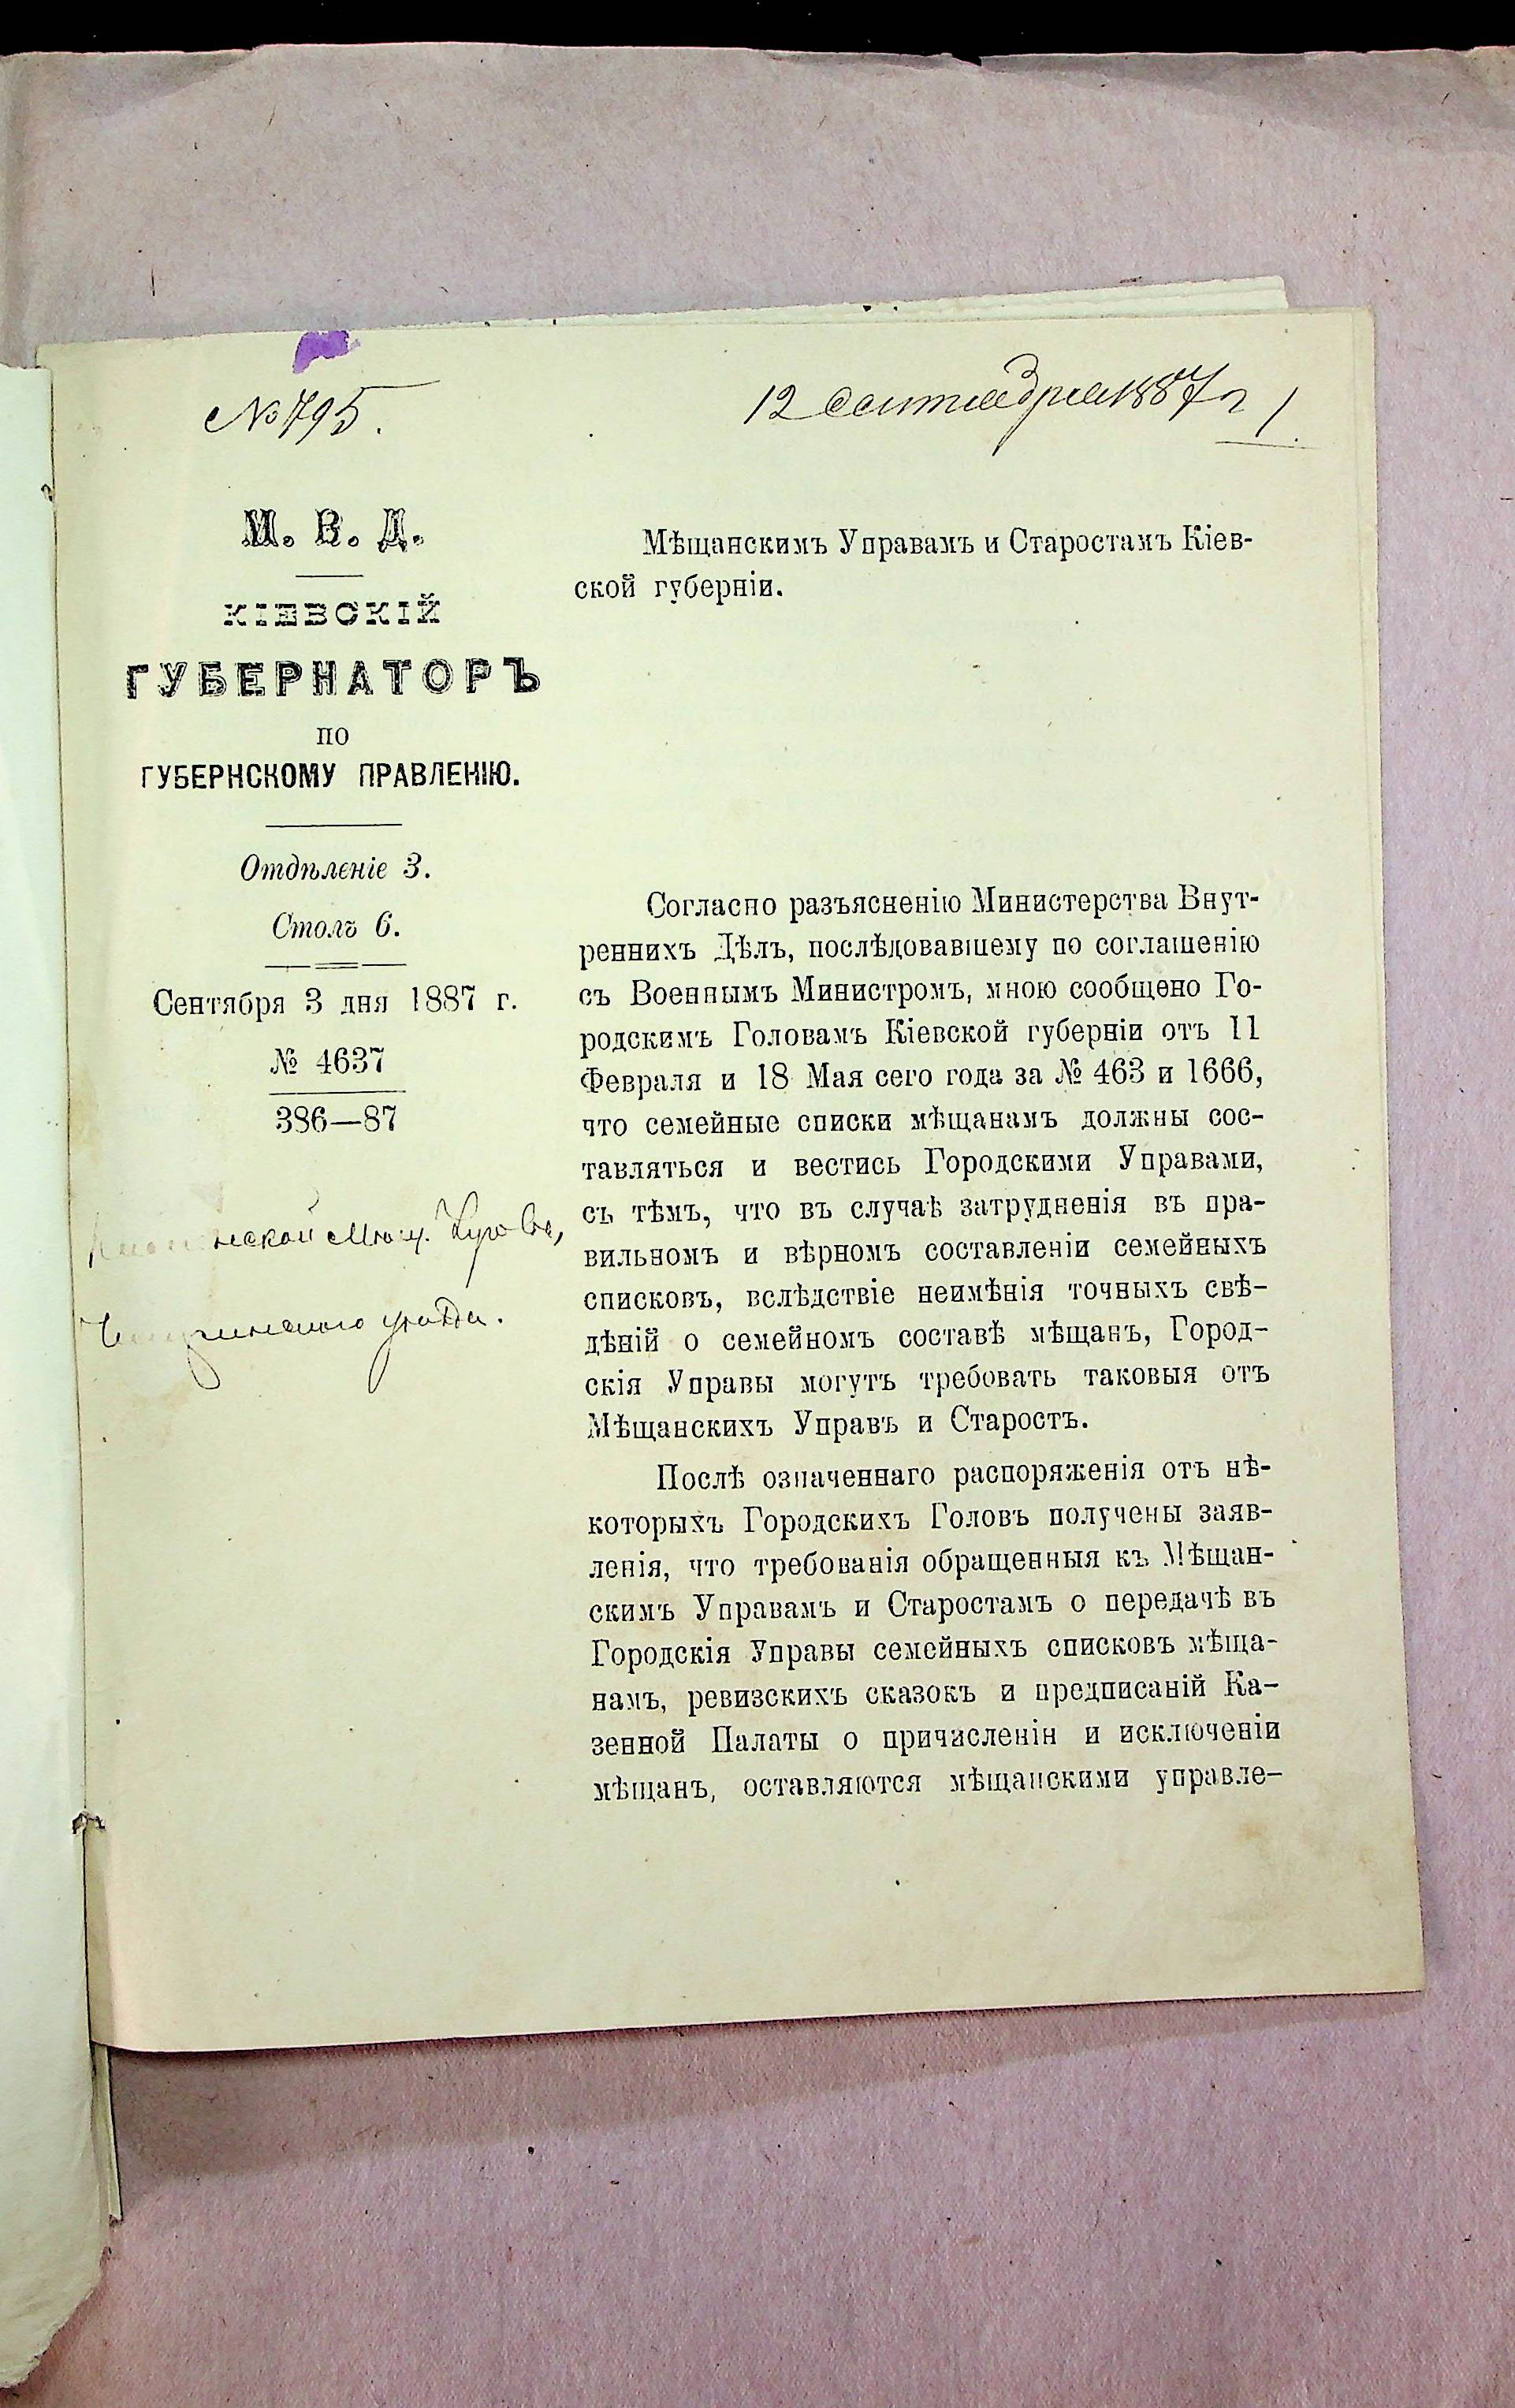 № 795.
12 Сентября 1887 г
1
М. В. Д.
КІЕВСКІЙ
ГУБЕРНАТОРЪ
ПО
ГУБЕРНСКОМУ ПРАВЛЕНІЮ.
Отдѣленіе 3.
Столъ 6.
Сентября 3 дня 1887 г.
№ 4637
386—87
Мѣщ. Управѣ,
уѣзда.
Мѣщанскимъ Управамъ и Старостамъ Кіев-
ской губерніи.
Согласно разъясненію Министерства Внут-
реннихъ Дѣлъ, послѣдовавшему по соглашенію
съ Военнымъ Министромъ, мною сообщено Го-
родскимъ Головамъ Кіевской губерніи отъ 11
Февраля и 18 Мая сего года за № 463 и 1666,
что семейные списки мѣщанамъ должны сос-
тавляться и вестись Городскими Управами,
съ тѣмъ, что въ случаѣ затрудненія въ пра-
вильномъ и вѣрномъ составленіи семейныхъ
списковъ, вслѣдствіе неимѣнія точныхъ свѣ-
дѣній о семейномъ составѣ мѣщанъ, Город-
скія Управы могутъ требовать таковыя отъ
Мѣщанскихъ Управъ и Старостъ.
Послѣ означеннаго распоряженія отъ нѣ-
которыхъ Городскихъ Головъ получены заяв-
ленія, что требованія обращенныя къ Мѣщан-
скимъ Управамъ и Старостамъ о передачѣ въ
Городскія Управы семейныхъ списковъ мѣща-
намъ, ревизскихъ сказокъ и предписаній Ка-
зенной Палаты о причисленіи и исключеніи
мѣщанъ, оставляются мѣщанскими управле-